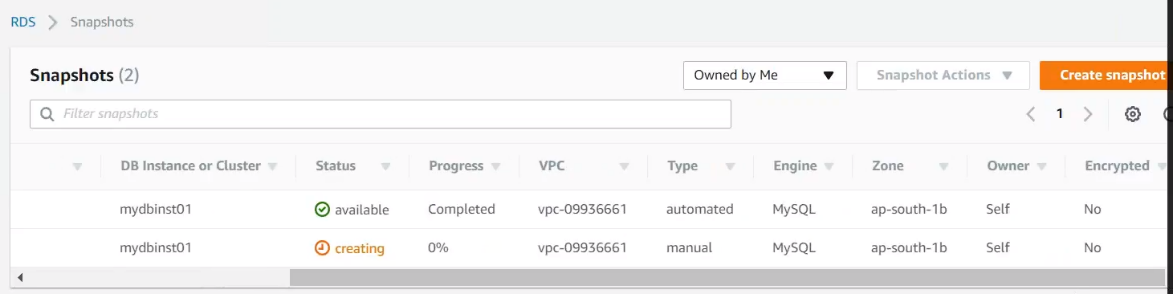 RDS > Snapshots
Snapshots (2) Owned by Me Snapshot Actions Create snapshot
Filter snapshots 1
DB Instance or Cluster Status Progress VPC Type Engine Zone Owner Encrypted
mydbinst01 available Completed vpc-09936661 automated MySQL ap-south-1b Self No
mydbinst01 creating 0% vpc-09936661 manual MySQL ap-south-1b Self No